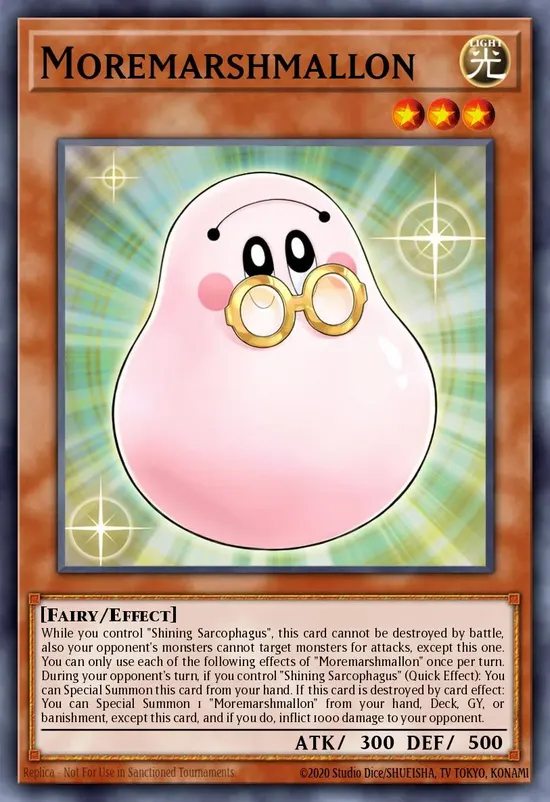 MOREMARSHMALLON
LIGHT
光
[FAIRY/EFFECT]
While you control "Shining Sarcophagus", this card cannot be destroyed by battle,
also your opponent's monsters cannot target monsters for attacks, except this one.
You can only use each of the following effects of "Moremarshmallon" once per turn.
During your opponent's turn, if you control "Shining Sarcophagus" (Quick Effect): You
can Special Summon this card from your hand. If this card is destroyed by card effect:
You can Special Summon 1 "Moremarshmallon" from your hand, Deck, GY, or
banishment, except this card, and if you do, inflict 1000 damage to your opponent.
ATK/ 300 DEF/ 500
Replica - Not For Use in Sanctioned Tournaments
©2020 Studio Dice/SHUEISHA, TV TOKYO, KONAMI